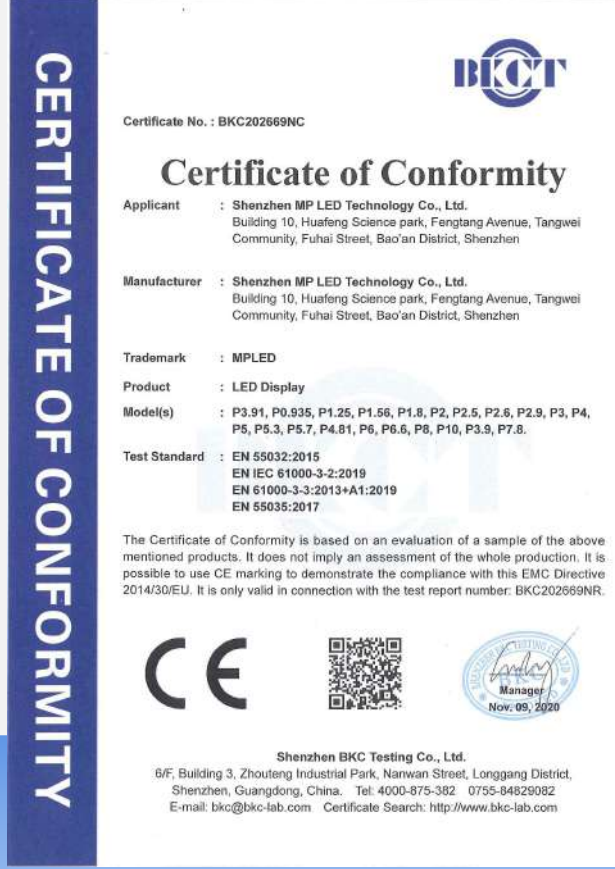 CERTIFICATE OF CONFORMITY
BKCT
Certificate No. : BKC202669NC
Certificate of Conformity
Applicant : Shenzhen MP LED Technology Co., Ltd.
Building 10, Huafeng Science park, Fengtang Avenue, Tangwei
Community, Fuhai Street, Bao'an District, Shenzhen
Manufacturer : Shenzhen MP LED Technology Co., Ltd.
Building 10, Huafeng Science park, Fengtang Avenue, Tangwei
Community, Fuhai Street, Bao'an District, Shenzhen
Trademark : MPLED
Product : LED Display
Model(s) : P3.91, P0.935, P1.25, P1.56, P1.8, P2, P2.5, P2.6, P2.9, P3, P4,
P5, P5.3, P5.7, P4.81, P6, P6.6, P8, P10, P3.9, P7.8.
Test Standard : EN 55032:2015
EN IEC 61000-3-2:2019
EN 61000-3-3:2013+A1:2019
EN 55035:2017
The Certificate of Conformity is based on an evaluation of a sample of the above
mentioned products. It does not imply an assessment of the whole production. It is
possible to use CE marking to demonstrate the compliance with this EMC Directive
2014/30/EU. It is only valid in connection with the test report number: BKC202669NR.
CE
SHENZHEN BKC TESTING CO., LTD
BKC
Manager
Nov. 09, 2020
Shenzhen BKC Testing Co., Ltd.
6/F, Building 3, Zhouteng Industrial Park, Nanwan Street, Longgang District,
Shenzhen, Guangdong, China. Tel: 4000-875-382 0755-84829082
E-mail: bkc@bkc-lab.com Certificate Search: http://www.bkc-lab.com